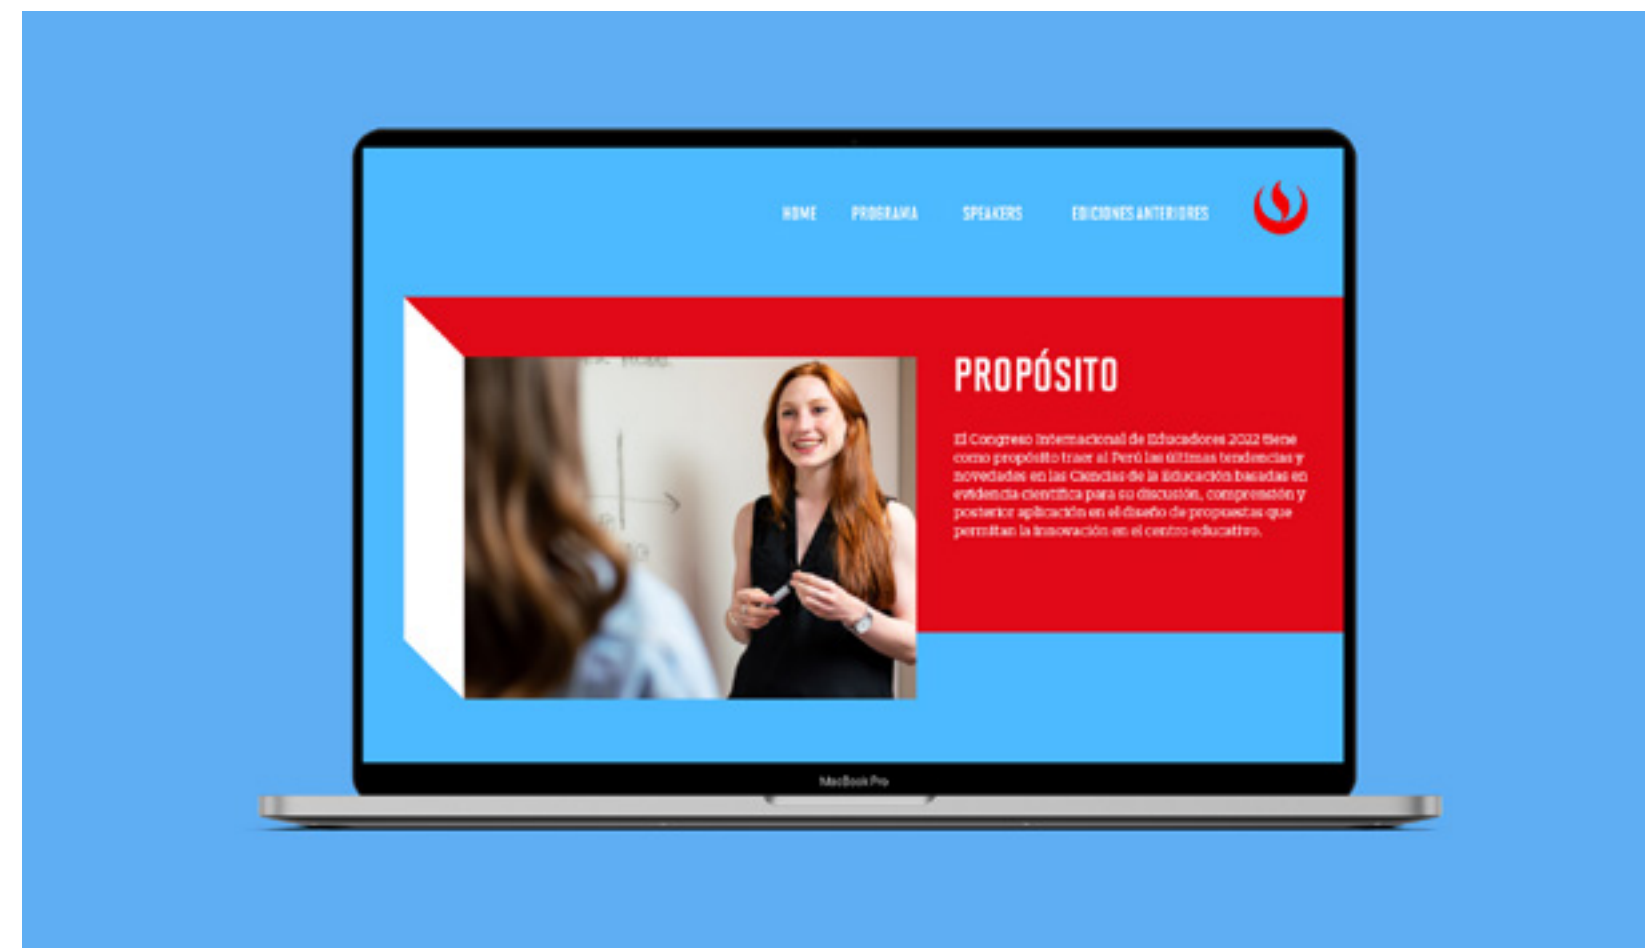 HOME PROGRAMA SPEAKERS EDICIONES ANTERIORES
PROPÓSITO
El Congreso Internacional de Educadores 2022 tiene
como propósito traer al Perú las últimas tendencias y
novedades en las Ciencias de la Educación basadas en
evidencia científica para su discusión, comprensión y
posterior aplicación en el diseño de propuestas que
permitan la innovación en el centro educativo.
MacBook Pro